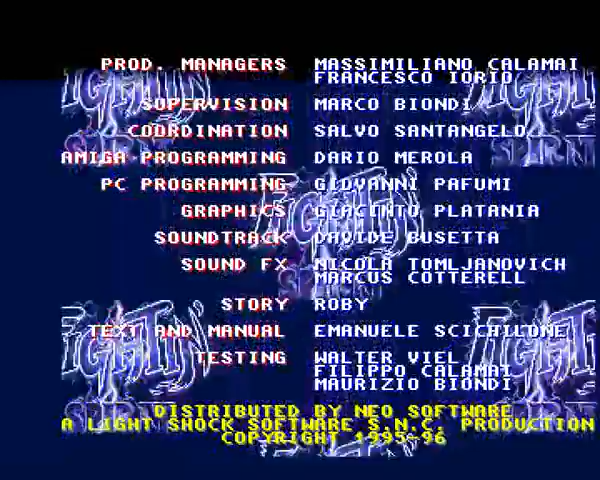 PROD. MANAGERS MASSIMILIANO CALAMAI
FRANCESCO IORIO
SUPERVISION MARCO BIONDI
COORDINATION SALVO SANTANGELO
AMIGA PROGRAMMING DARIO MEROLA
PC PROGRAMMING GIOVANNI PAFUMI
GRAPHICS GIACINTO PLATANIA
SOUNDTRACK DAVIDE BUSETTA
SOUND FX NICOLA TOMLJANOVICH
MARCUS COTTERELL
STORY ROBY
TEXT AND MANUAL EMANUELE SCICHILONE
TESTING WALTER VIEL
FILIPPO CALAMAI
MAURIZIO BIONDI
DISTRIBUTED BY NEO SOFTWARE
A LIGHT SHOCK SOFTWARE S.N.C. PRODUCTION
COPYRIGHT 1995-96